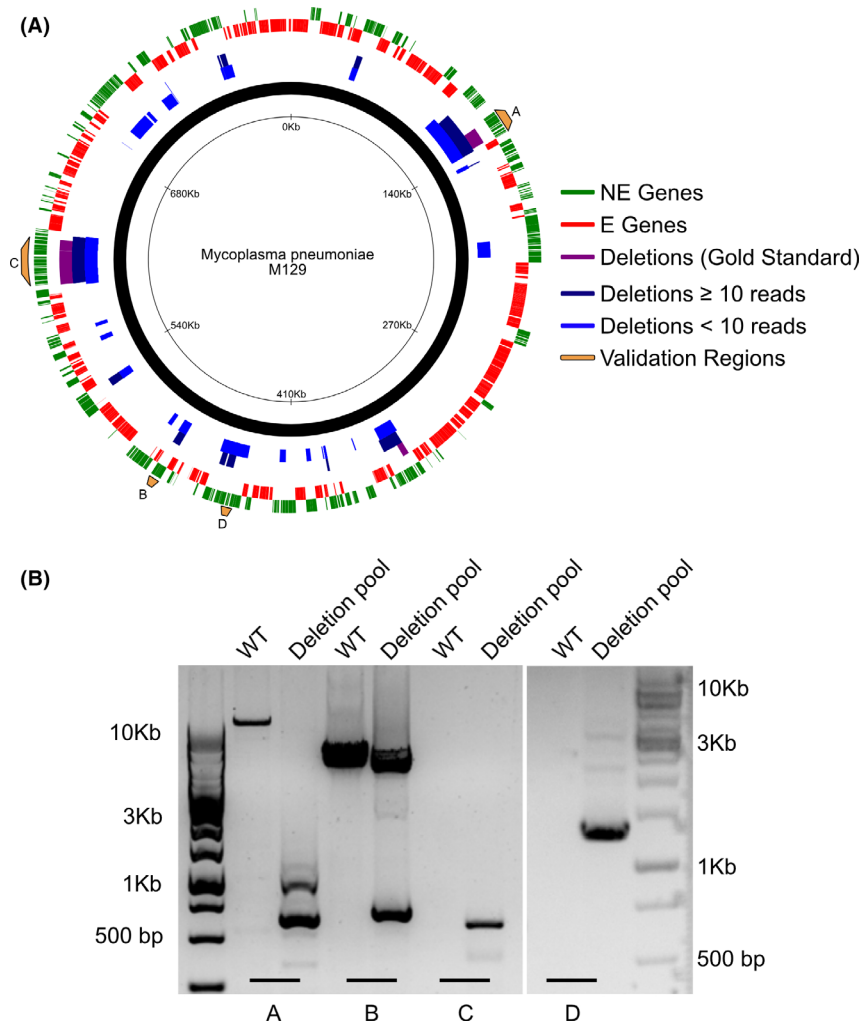 (A)
0Kb
140Kb
270Kb
410Kb
540Kb
680Kb
Mycoplasma pneumoniae
M129
A
B
C
D
NE Genes
E Genes
Deletions (Gold Standard)
Deletions ≥ 10 reads
Deletions < 10 reads
Validation Regions
(B)
WT
Deletion pool
WT
Deletion pool
WT
Deletion pool
WT
Deletion pool
10Kb
3Kb
1Kb
500 bp
10Kb
3Kb
1Kb
500 bp
A
B
C
D